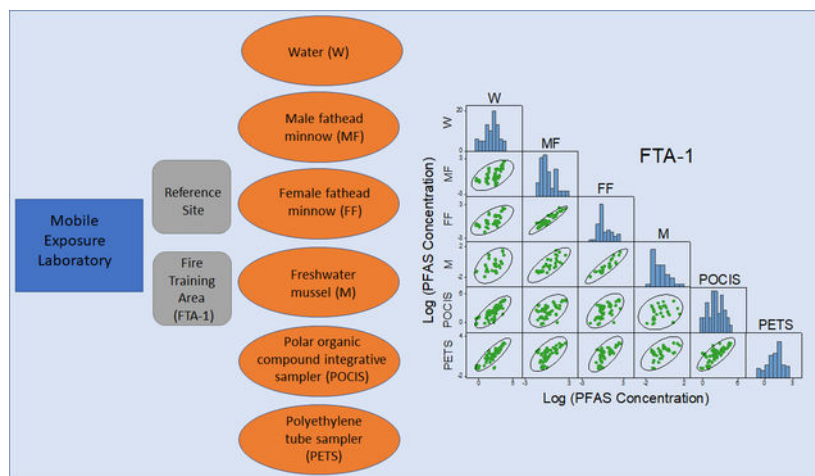 Mobile
Exposure
Laboratory
Reference
Site
Fire
Training
Area
(FTA-1)
Water (W)
Male fathead
minnow (MF)
Female fathead
minnow (FF)
Freshwater
mussel (M)
Polar organic
compound integrative
sampler (POCIS)
Polyethylene
tube sampler
(PETS)
FTA-1
W
MF
FF
M
POCIS
PETS
Log (PFAS Concentration)
W
MF
FF
M
POCIS
PETS
Log (PFAS Concentration)